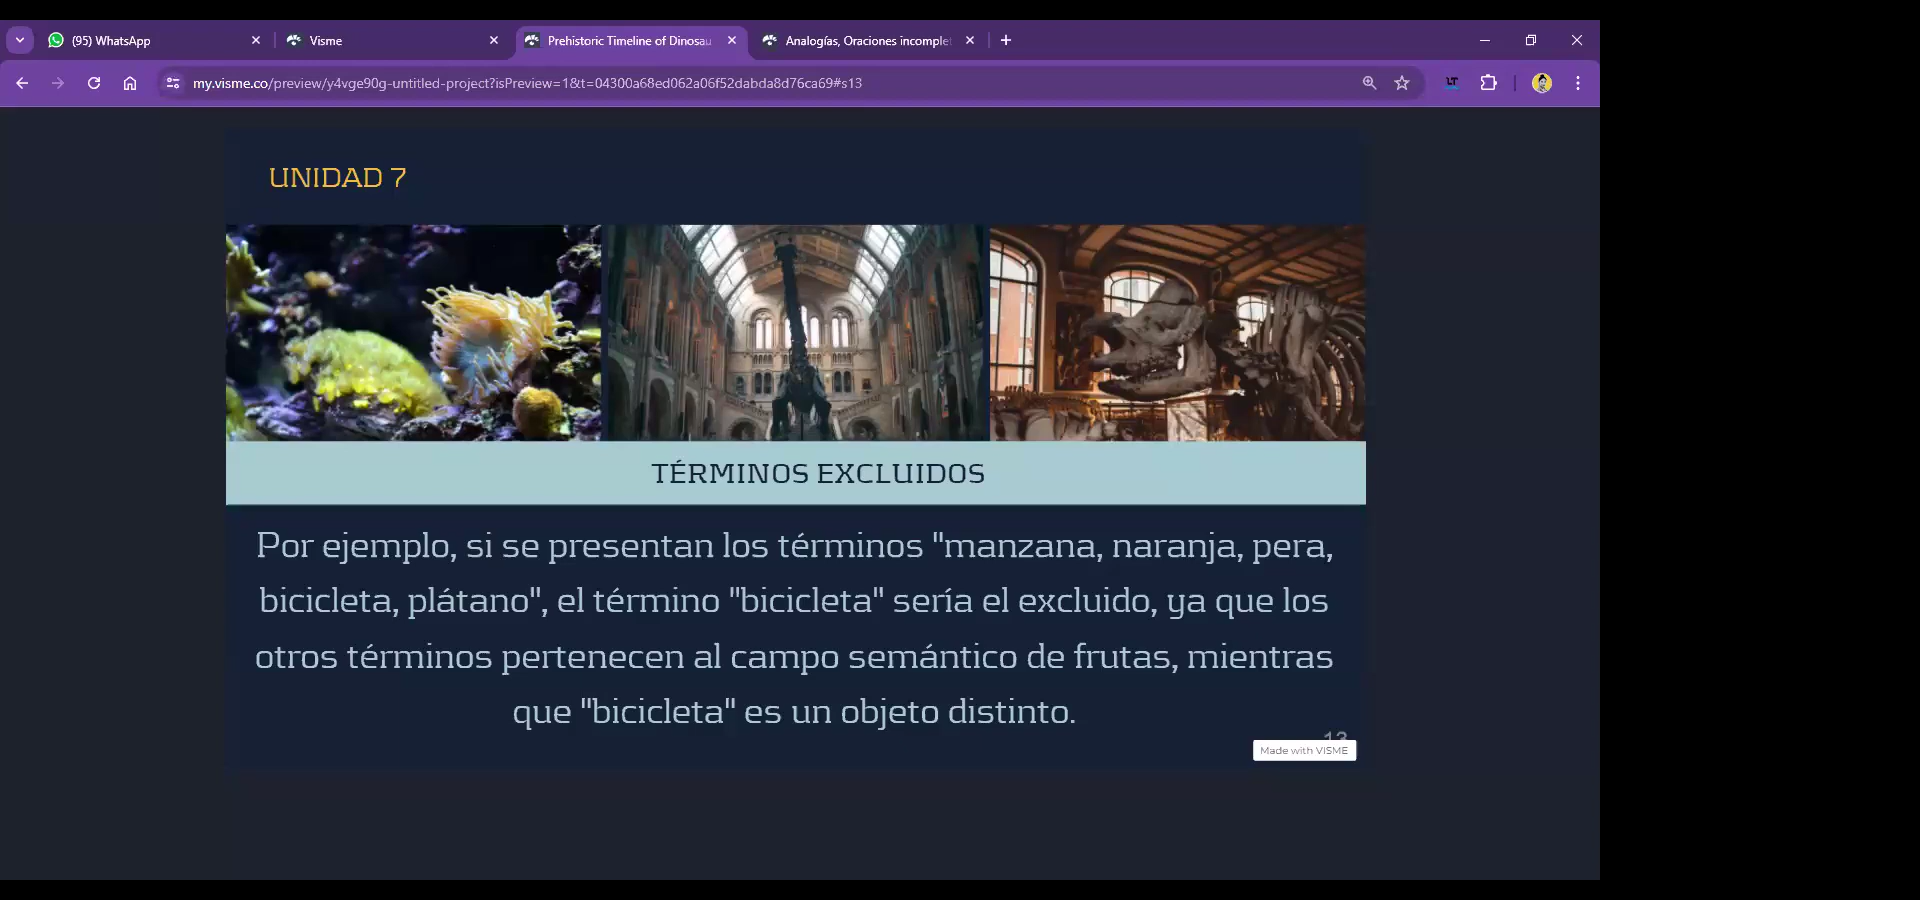 (95) WhatsApp
Visme
Prehistoric Timeline of Dinosau
Analogías, Oraciones incomplet
my.visme.co/preview/y4vge90g-untitled-project?isPreview=1&t=04300a68ed062a06f52dabda8d76ca69#s13
LT
UNIDAD 7
TÉRMINOS EXCLUIDOS
Por ejemplo, si se presentan los términos "manzana, naranja, pera,
bicicleta, plátano", el término "bicicleta" sería el excluido, ya que los
otros términos pertenecen al campo semántico de frutas, mientras
que "bicicleta" es un objeto distinto.
13
Made with VISME